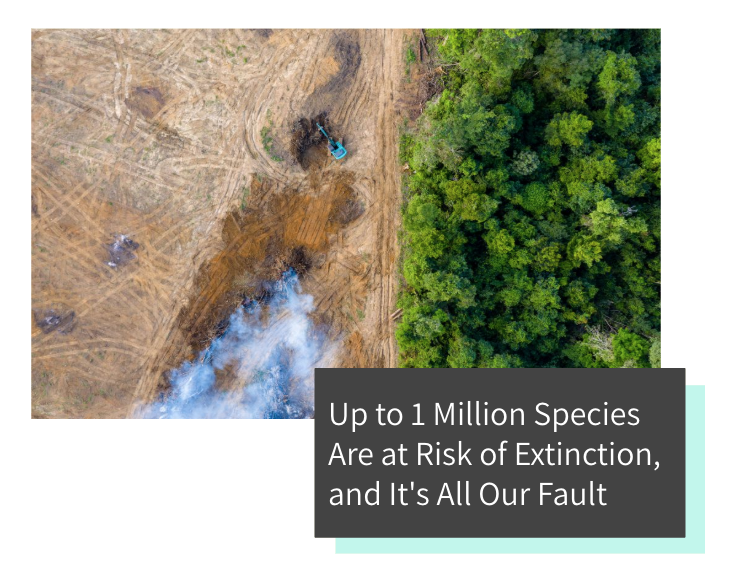 Up to 1 Million Species
Are at Risk of Extinction,
and It's All Our Fault